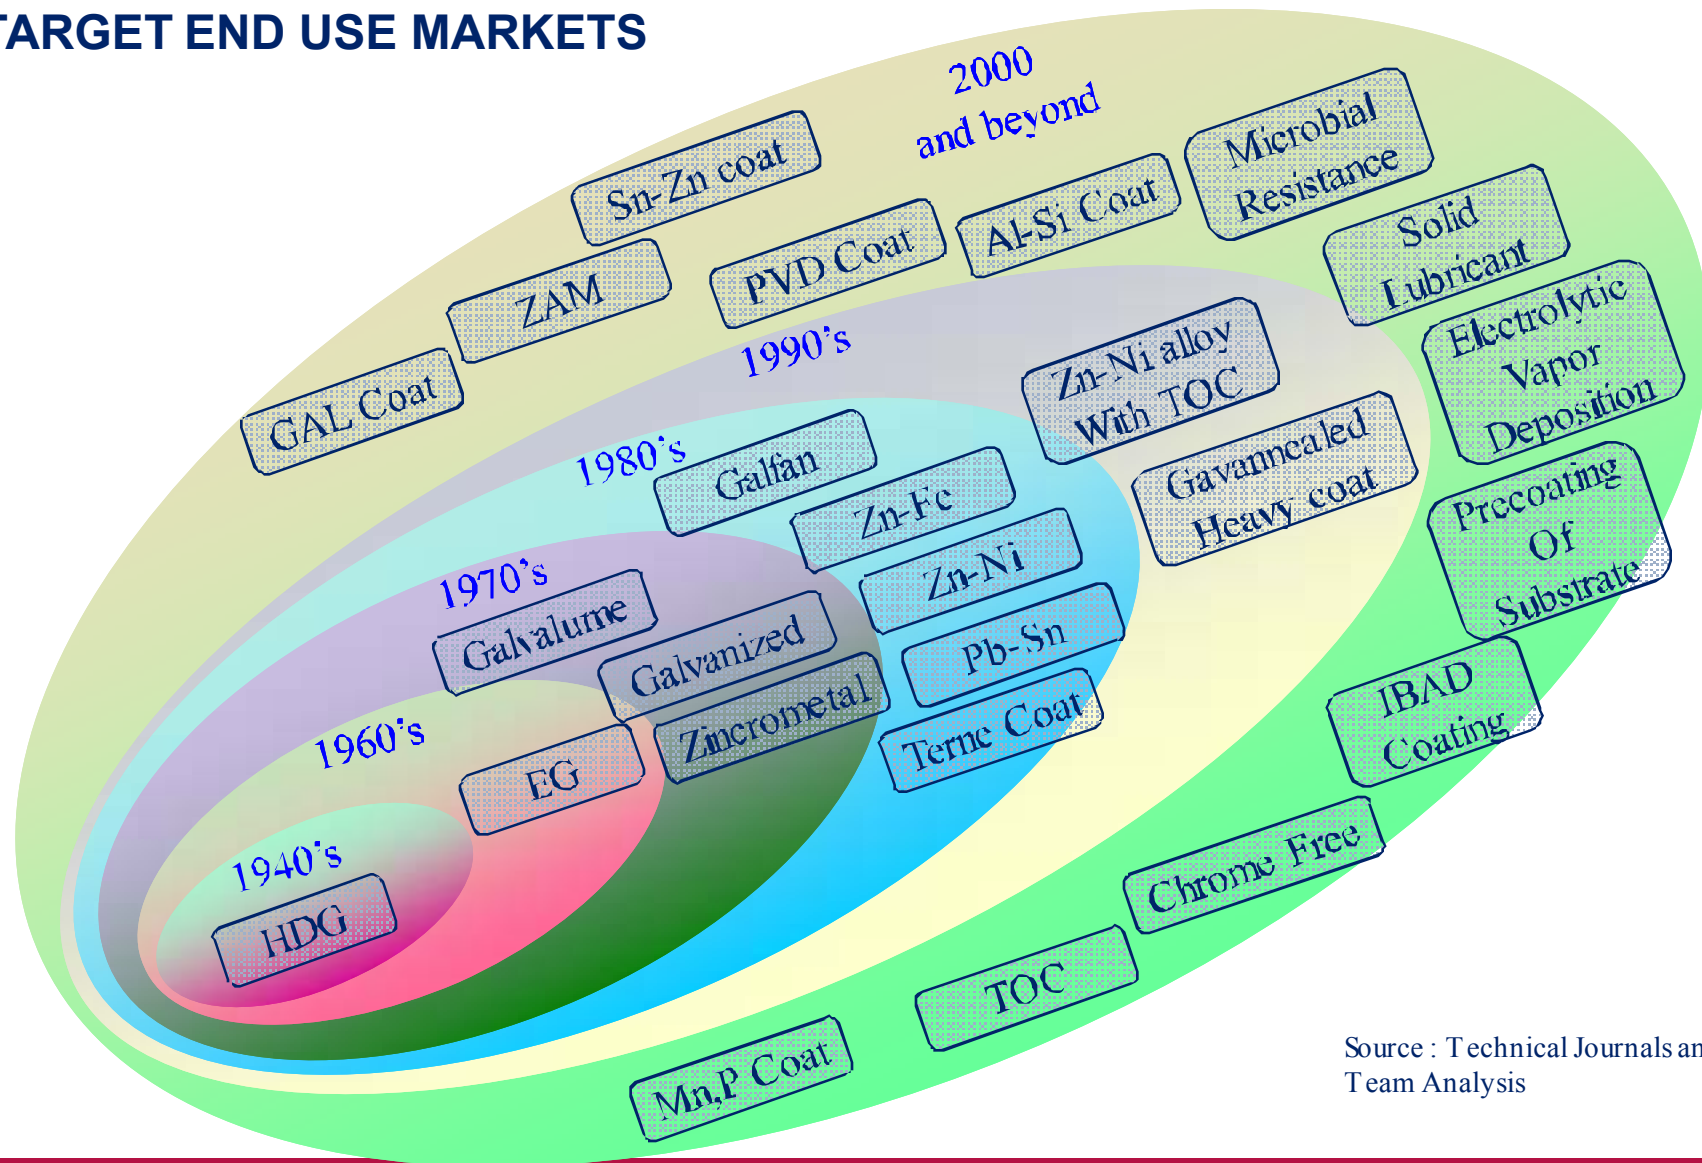 TARGET END USE MARKETS
2000
and beyond
Sn-Zn coat
Microbial
Resistance
Al-Si Coat
PVD Coat
ZAM
GAL Coat
Solid
Lubricant
Electrolytic
Vapor
Deposition
Precoating
Of
Substrate
IBAD
Coating
Chrome Free
TOC
Mn,P Coat
1990's
Zn-Ni alloy
With TOC
Gavannealed
Heavy coat
1980's
Galfan
Zn-Fe
Zn-Ni
Pb-Sn
Terne Coat
1970's
Galvalume
Galvanized
Zincrometal
1960's
EG
1940's
HDG
Source : Technical Journals an
Team Analysis